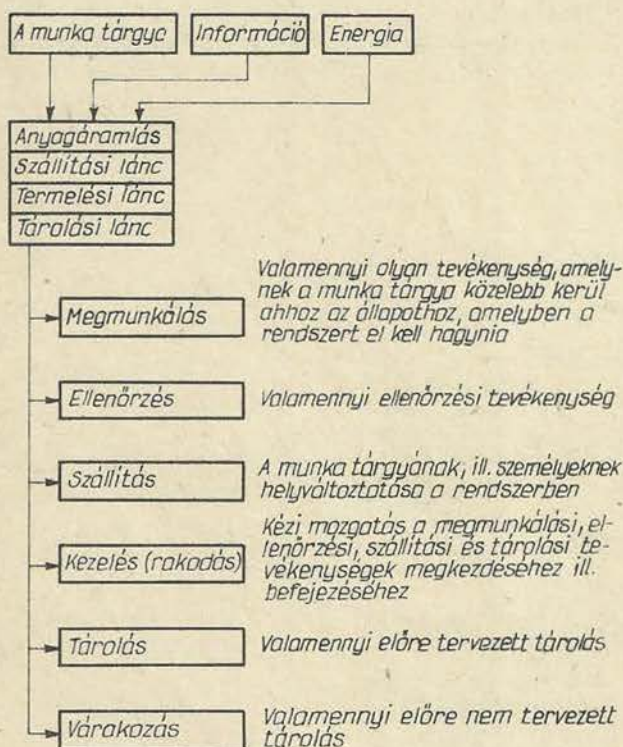 A munka tárgya
Információ
Energia
Anyagáramlás
Szállítási lánc
Termelési lánc
Tárolási lánc
Megmunkálás
Valamennyi olyan tevékenység, amely-
nek a munka tárgya közelebb kerül
ahhoz az állapothoz, amelyben a
rendszert el kell hagynia
Ellenőrzés
Valamennyi ellenőrzési tevékenység
Szállítás
A munka tárgyának, ill. személyeknek
helyváltoztatása a rendszerben
Kezelés (rakodás)
Kézi mozgatás a megmunkálási, el-
lenőrzési, szállítási és tárolási te-
vékenységek megkezdéséhez ill.
befejezéséhez
Tárolás
Valamennyi előre tervezett tárolás
Várakozás
Valamennyi előre nem tervezett
tárolás